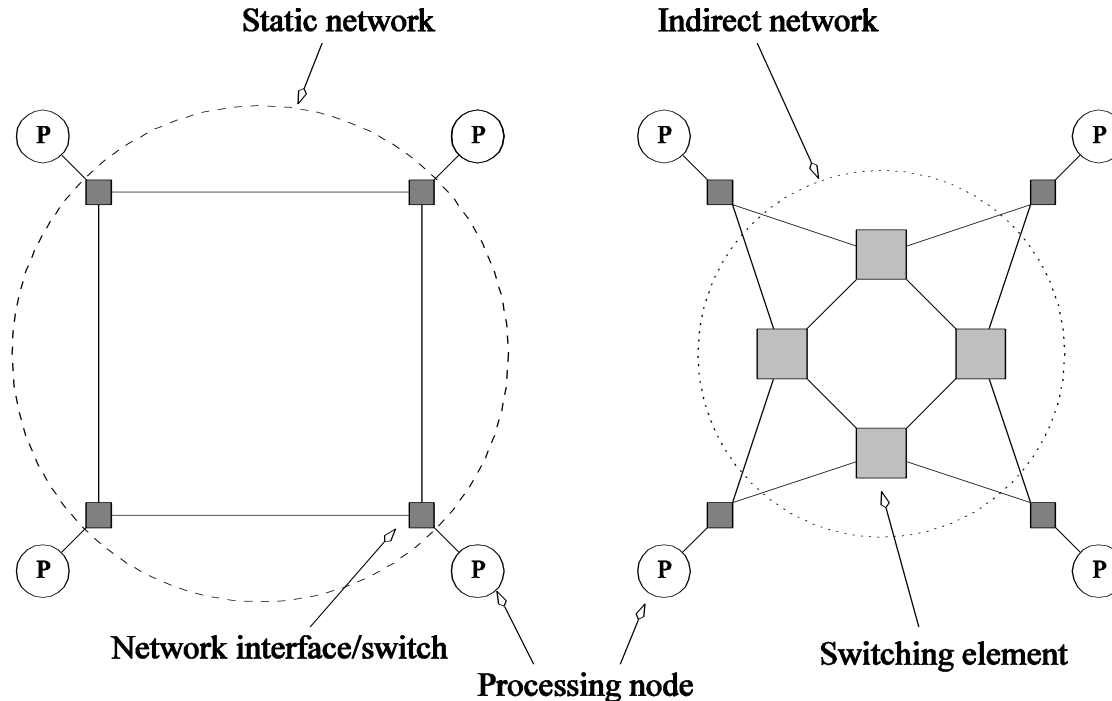 Static network
Indirect network
P
P
P
P
P
P
P
P
Network interface/switch
Processing node
Switching element